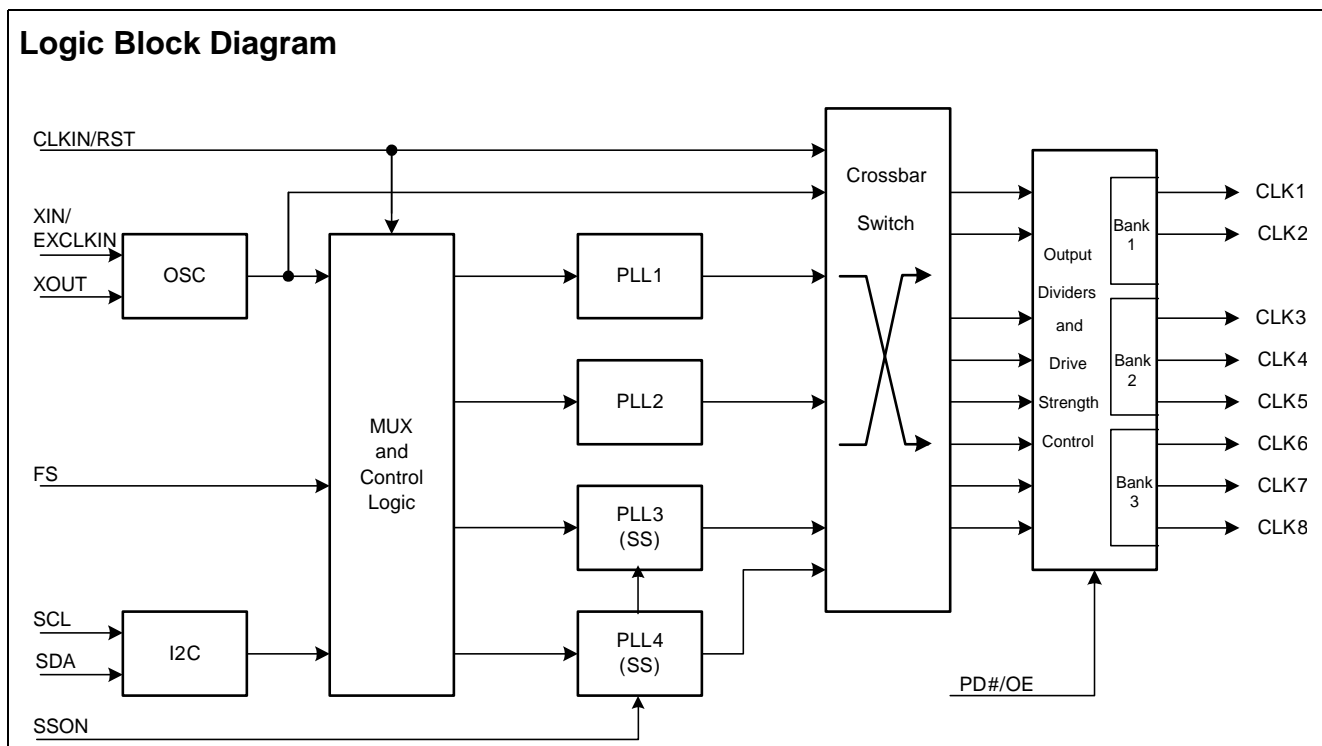 Logic Block Diagram
CLKIN/RST
XIN/
EXCLKIN
XOUT
OSC
FS
SCL
SDA
I2C
SSON
MUX
and
Control
Logic
PLL1
PLL2
PLL3
(SS)
PLL4
(SS)
Crossbar
Switch
Output
Dividers
and
Drive
Strength
Control
Bank
1
Bank
2
Bank
3
CLK1
CLK2
CLK3
CLK4
CLK5
CLK6
CLK7
CLK8
PD#/OE